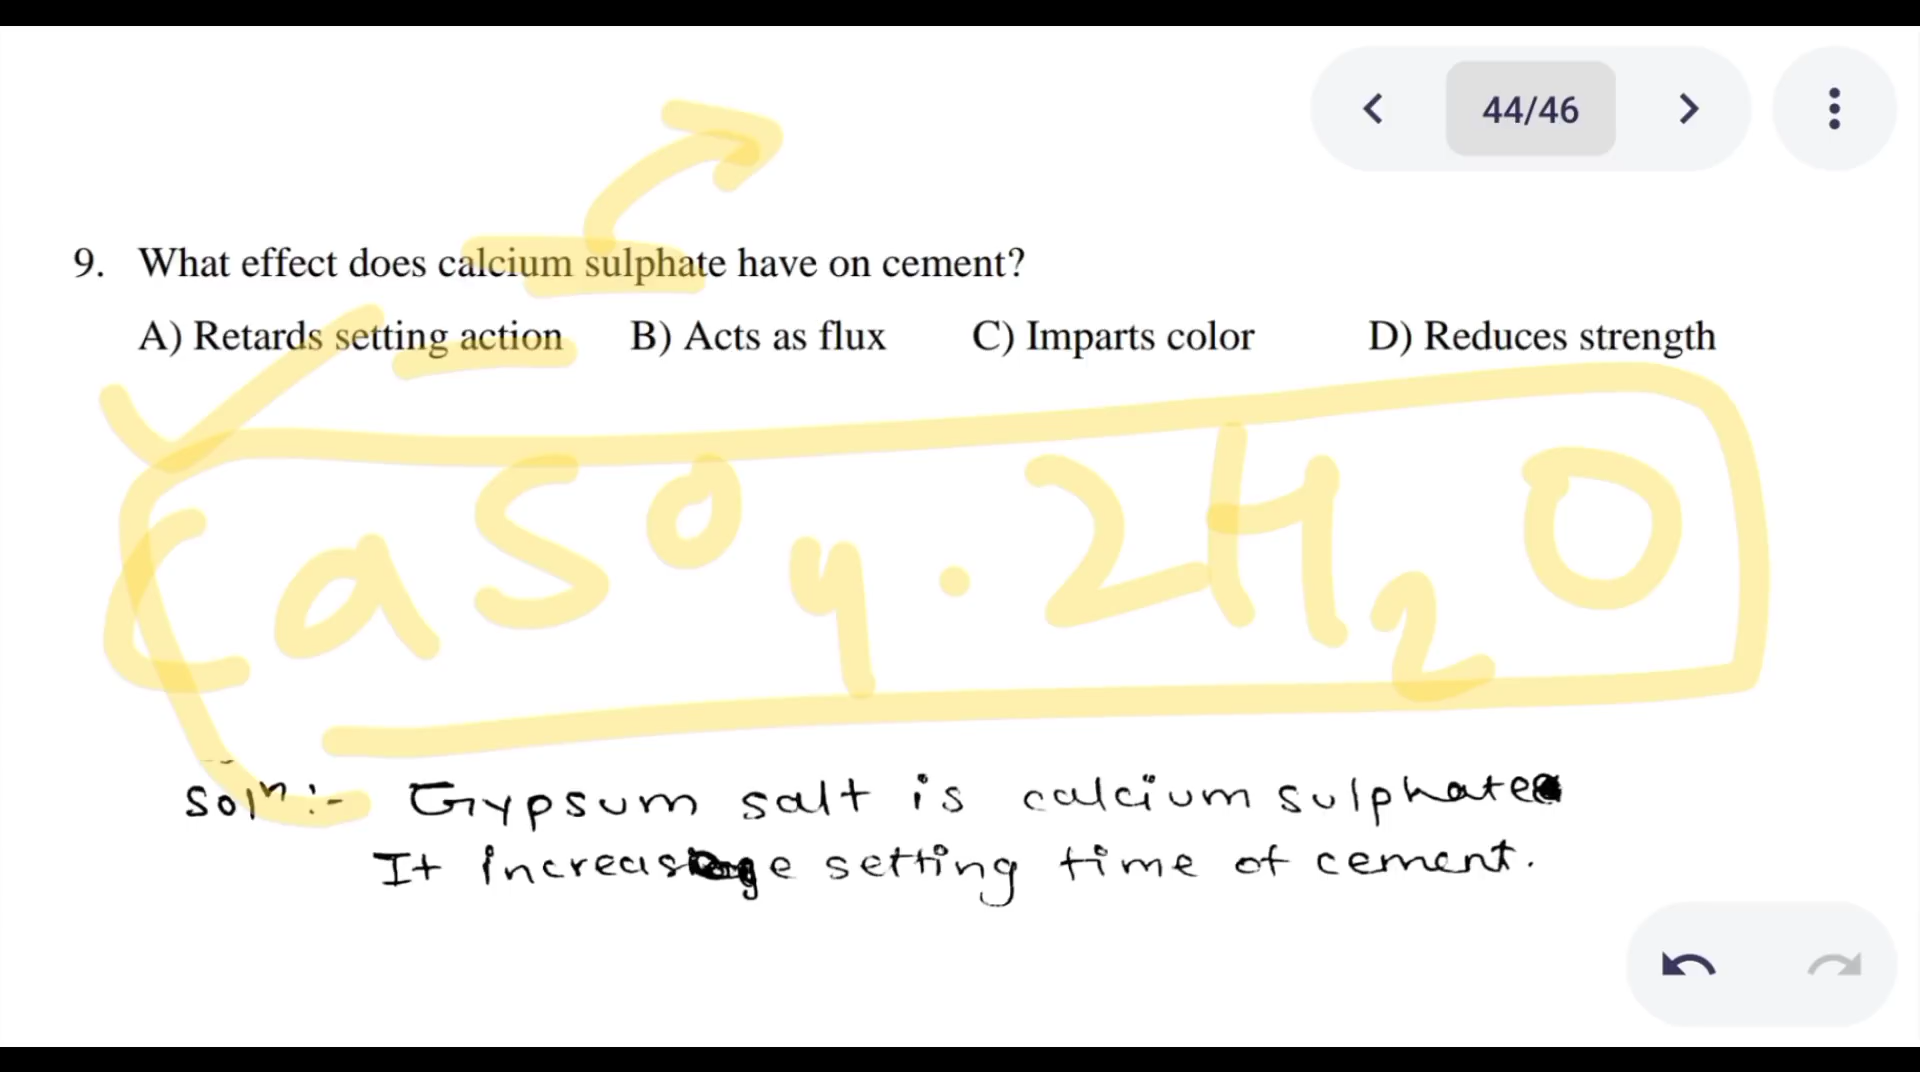 44/46
9. What effect does calcium sulphate have on cement?
A) Retards setting action B) Acts as flux C) Imparts color D) Reduces strength
CaSO4.2H2O
Soln:- Gypsum salt is calcium sulphate
It increase setting time of cement.